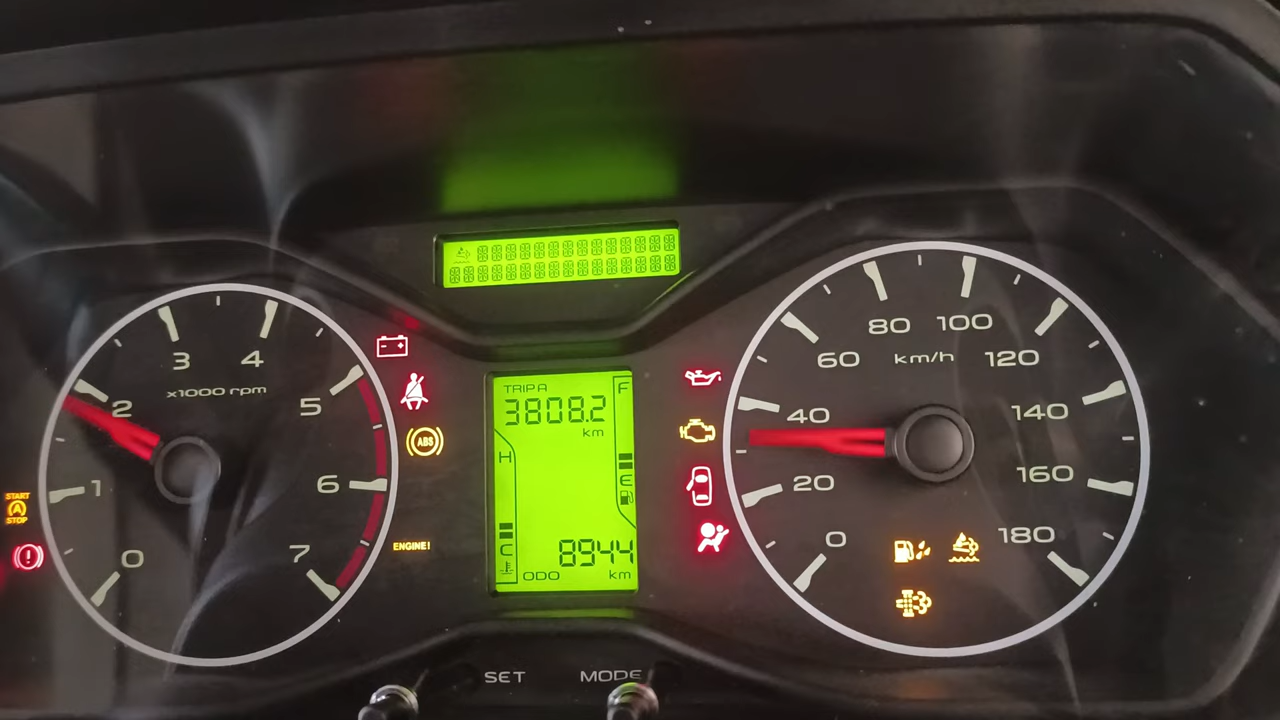 3
4
x1000 rpm
2
5
1
6
0
7
START
STOP
ABS
ENGINE!
TRIP A
3808.2
km
F
H
E
C
8944
ODO
km
SET
MODE
80
100
60
km/h
120
40
140
20
160
0
180